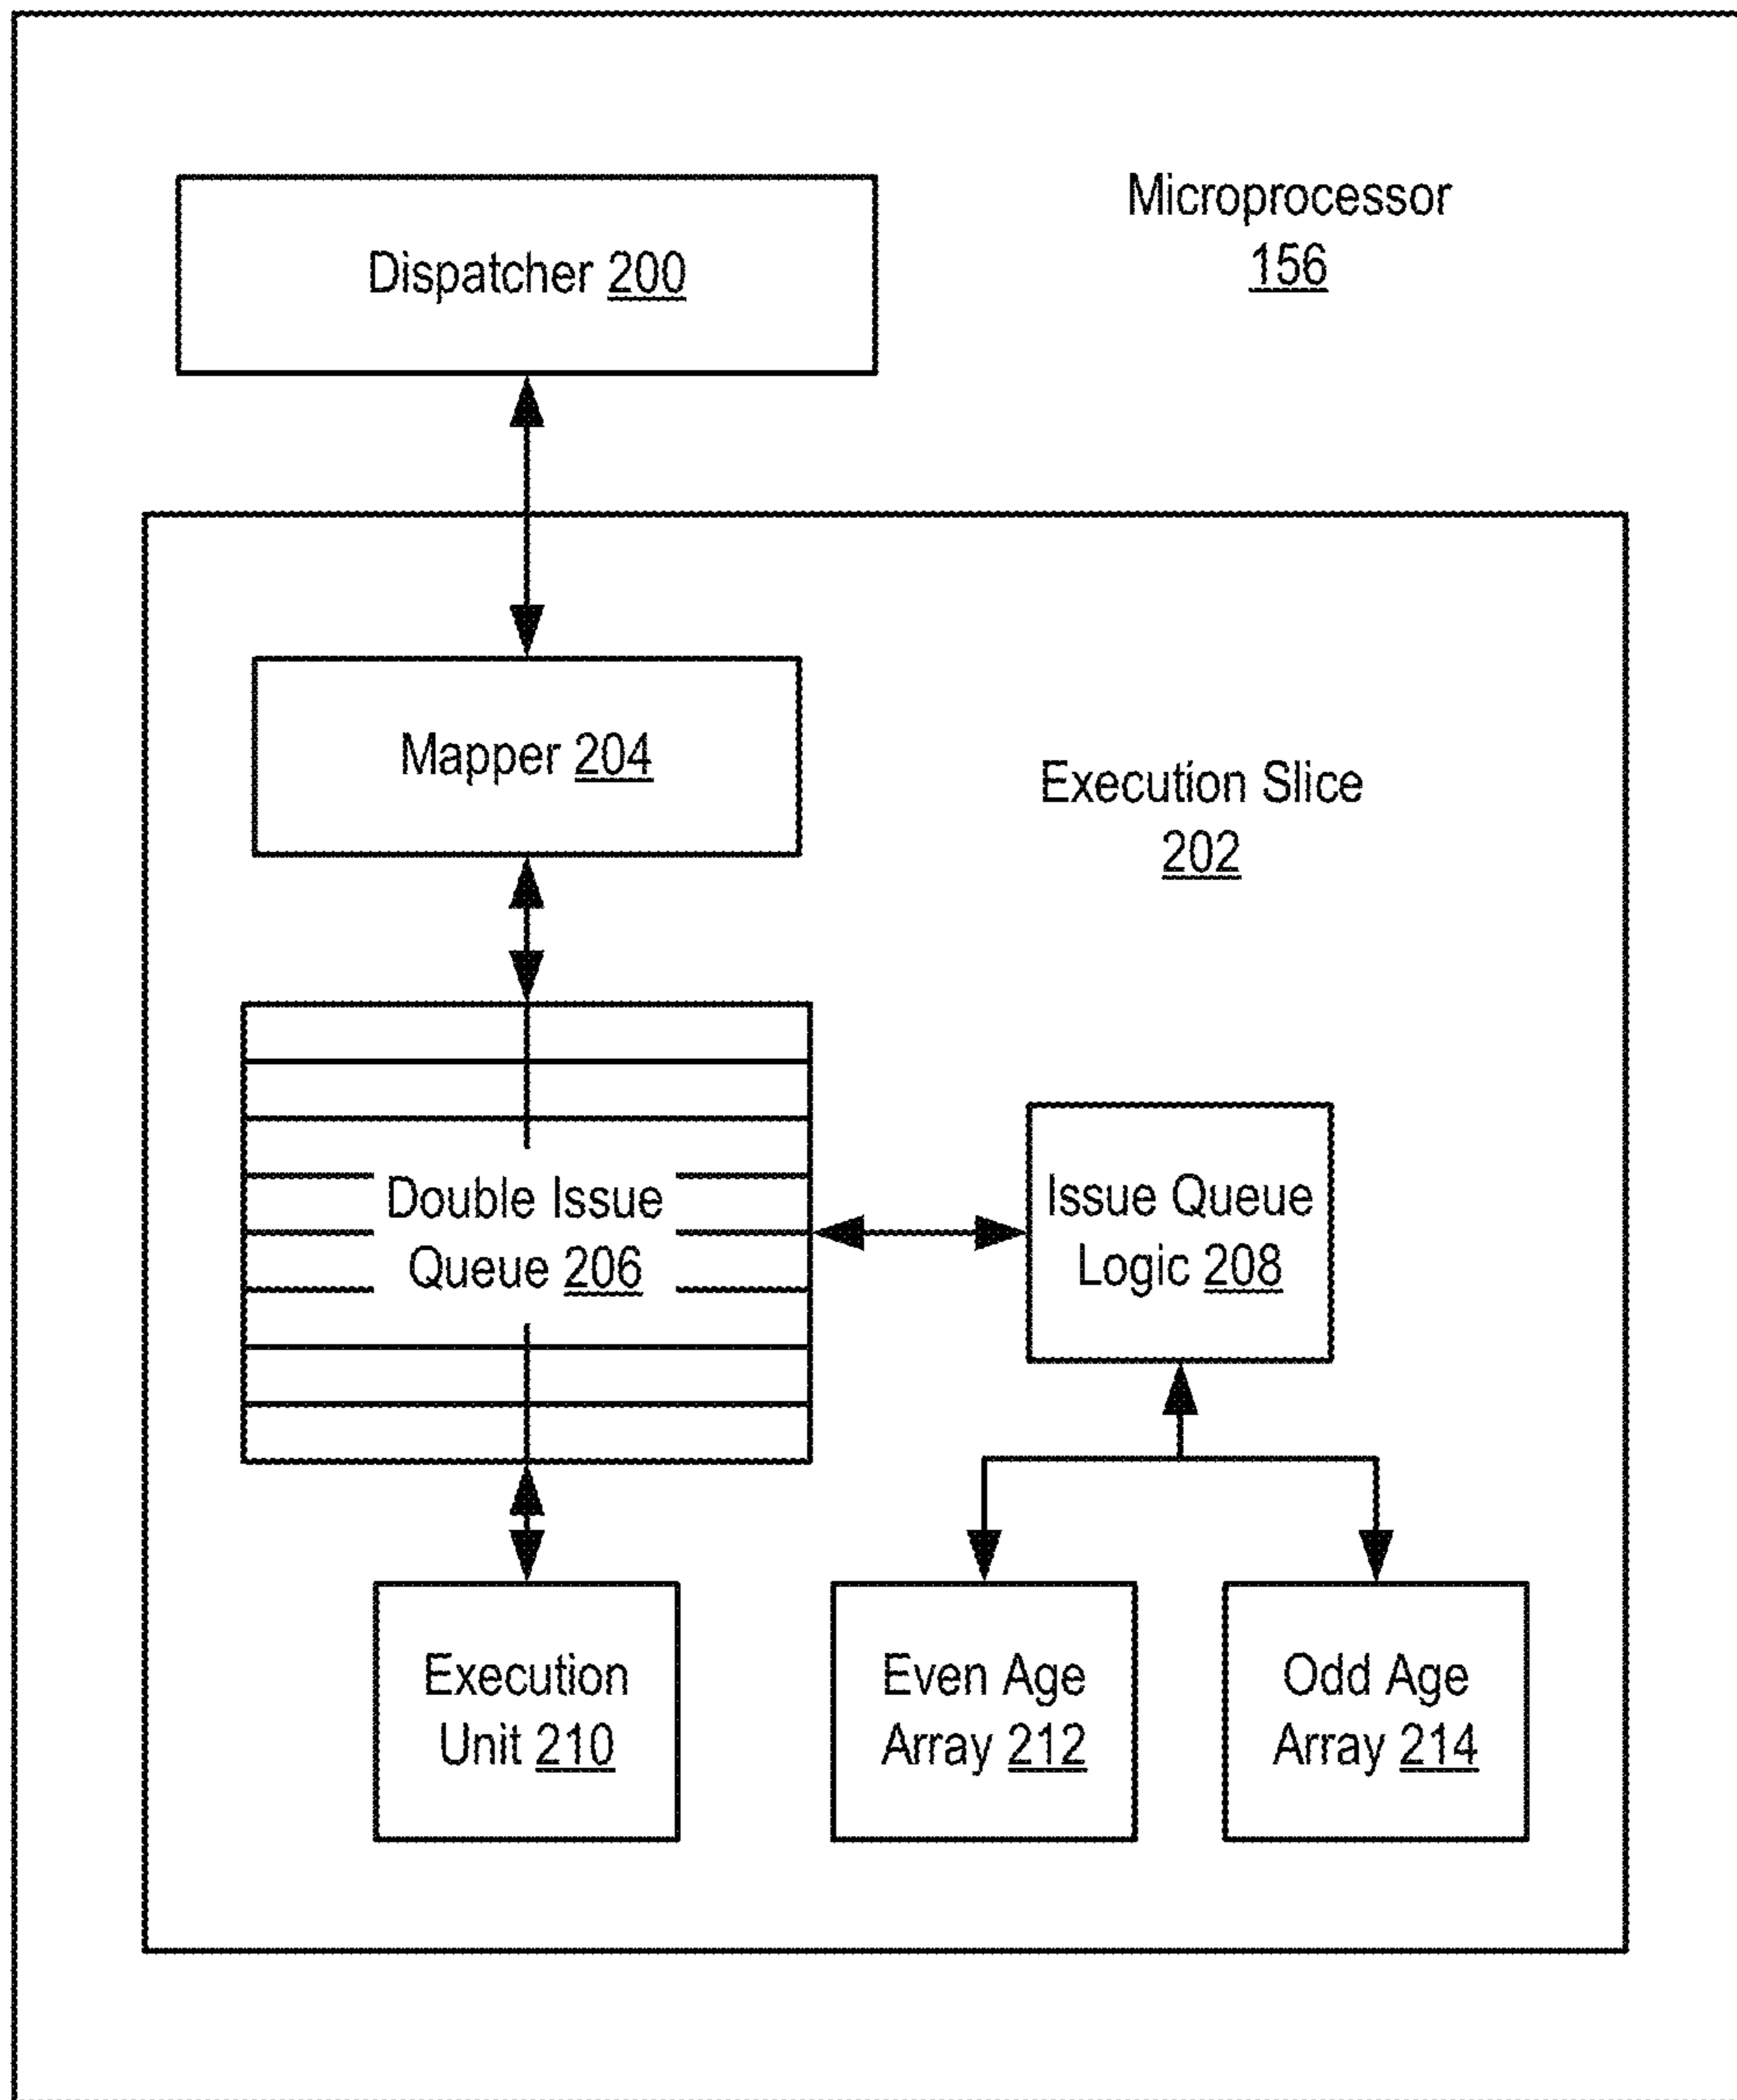 Microprocessor
156
Dispatcher 200
Mapper 204
Execution Slice
202
Double Issue
Queue 206
Issue Queue
Logic 208
Execution
Unit 210
Even Age
Array 212
Odd Age
Array 214